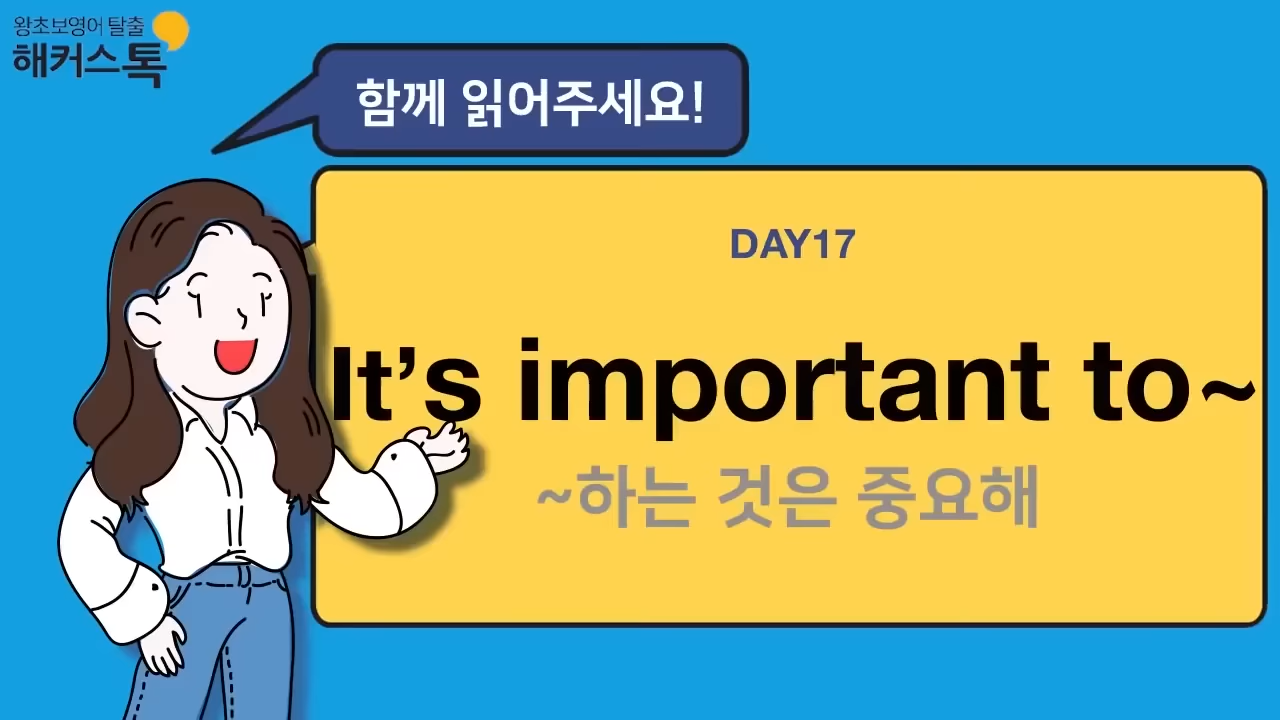 왕초보영어 탈출
해커스톡
함께 읽어주세요!
DAY17
It’s important to~
~하는 것은 중요해